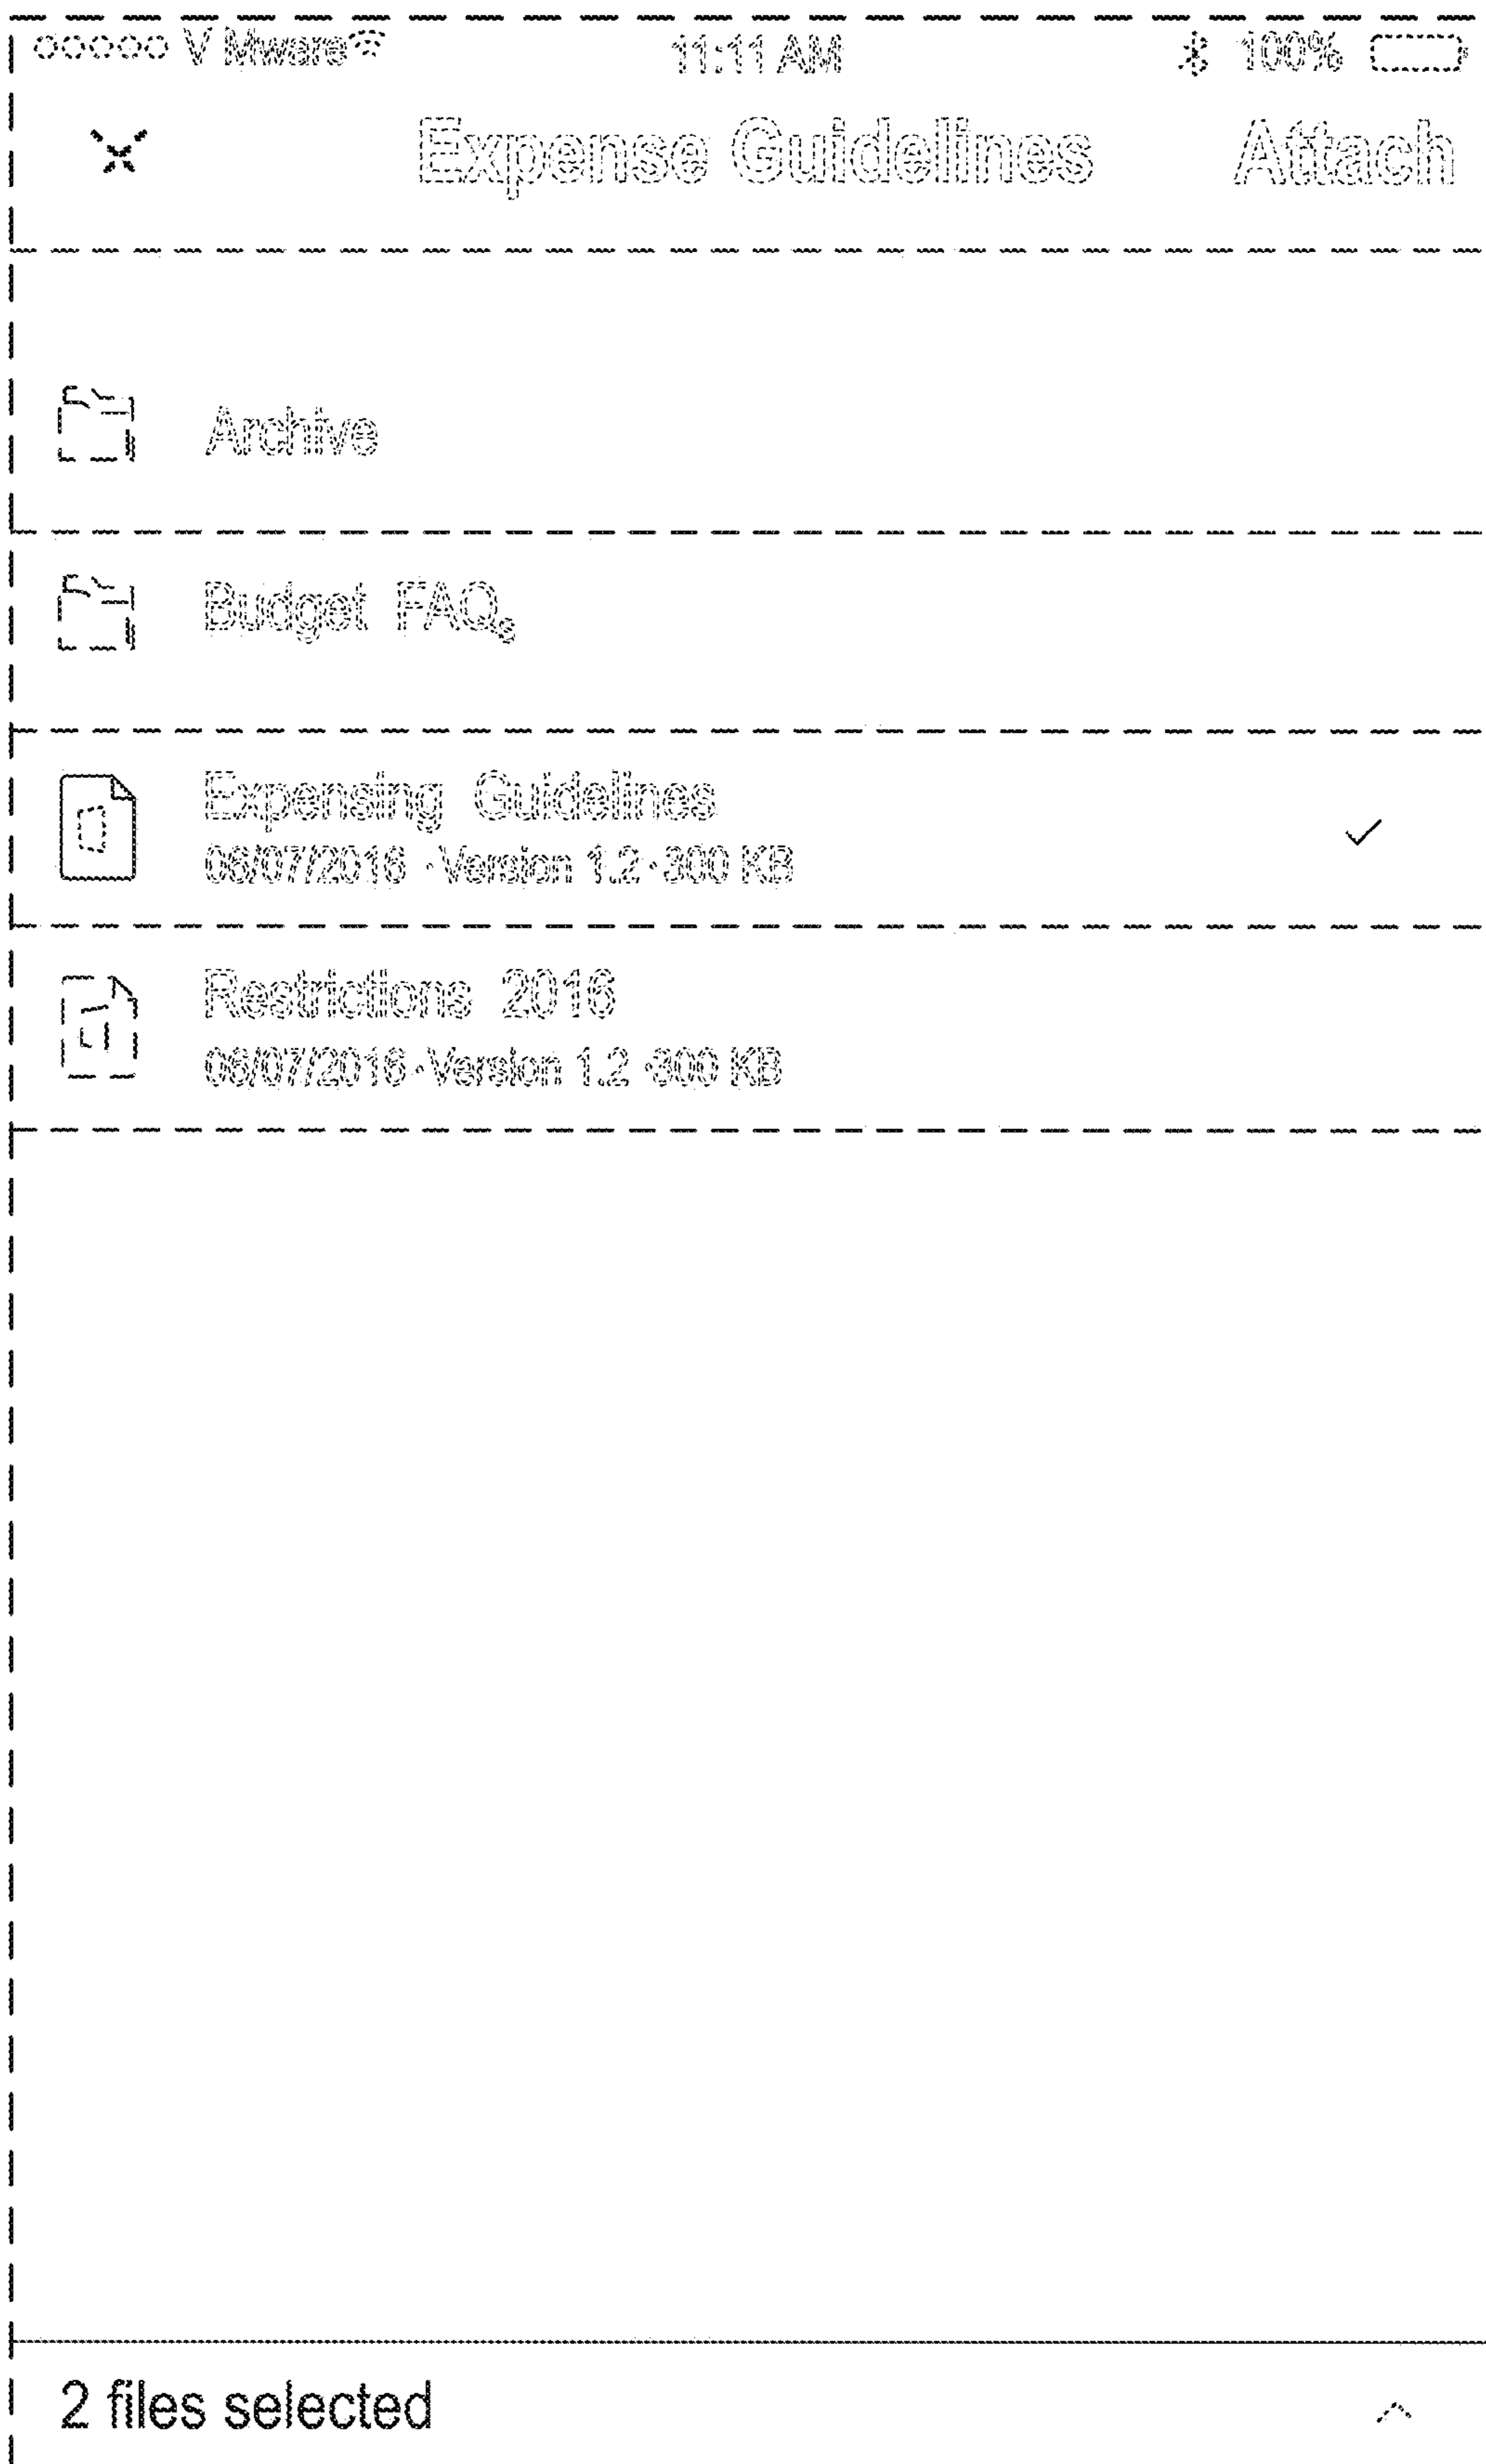 V Mware 11:11 AM 100%
Expense Guidelines Attach
Archive
Budget FAQs
Expensing Guidelines
06/07/2016 · Version 1.2 · 300 KB
Restrictions 2016
06/07/2016 · Version 1.2 · 300 KB
2 files selected